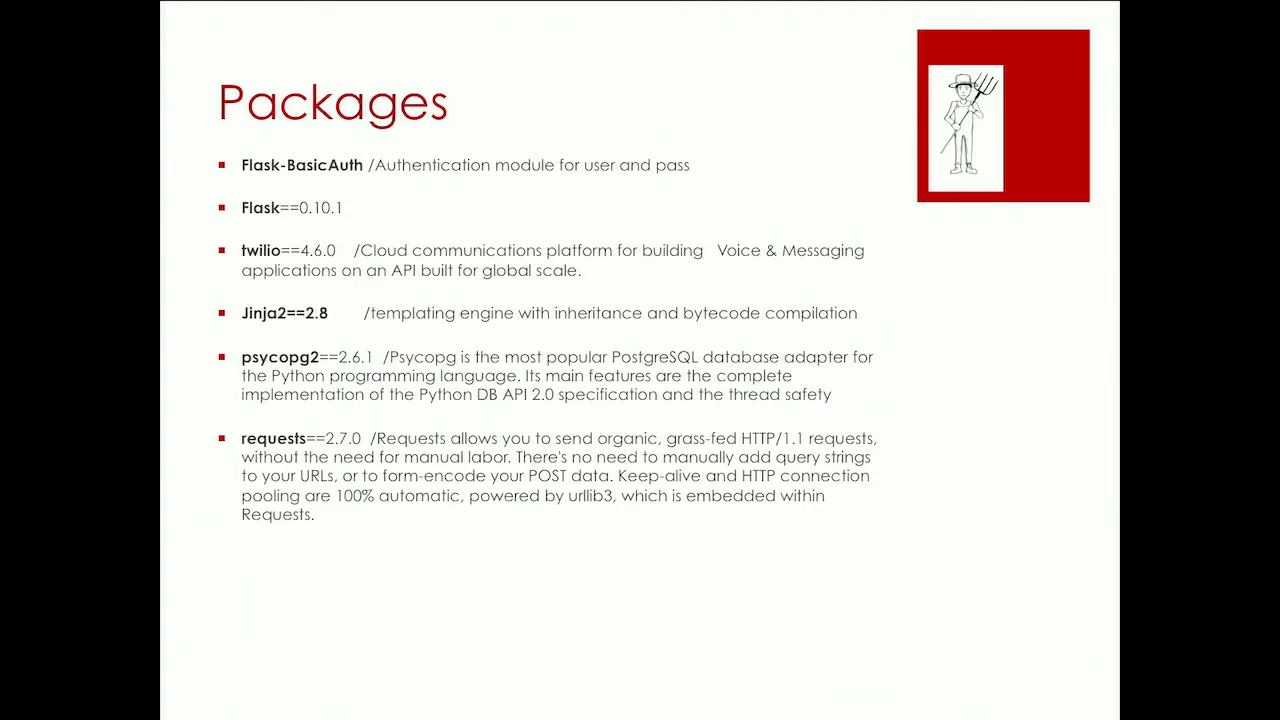 Packages
Flask-BasicAuth /Authentication module for user and pass
Flask==0.10.1
twilio==4.6.0 /Cloud communications platform for building Voice & Messaging
applications on an API built for global scale.
Jinja2==2.8 /templating engine with inheritance and bytecode compilation
psycopg2==2.6.1 /Psycopg is the most popular PostgreSQL database adapter for
the Python programming language. Its main features are the complete
implementation of the Python DB API 2.0 specification and the thread safety
requests==2.7.0 /Requests allows you to send organic, grass-fed HTTP/1.1 requests,
without the need for manual labor. There's no need to manually add query strings
to your URLs, or to form-encode your POST data. Keep-alive and HTTP connection
pooling are 100% automatic, powered by urllib3, which is embedded within
Requests.